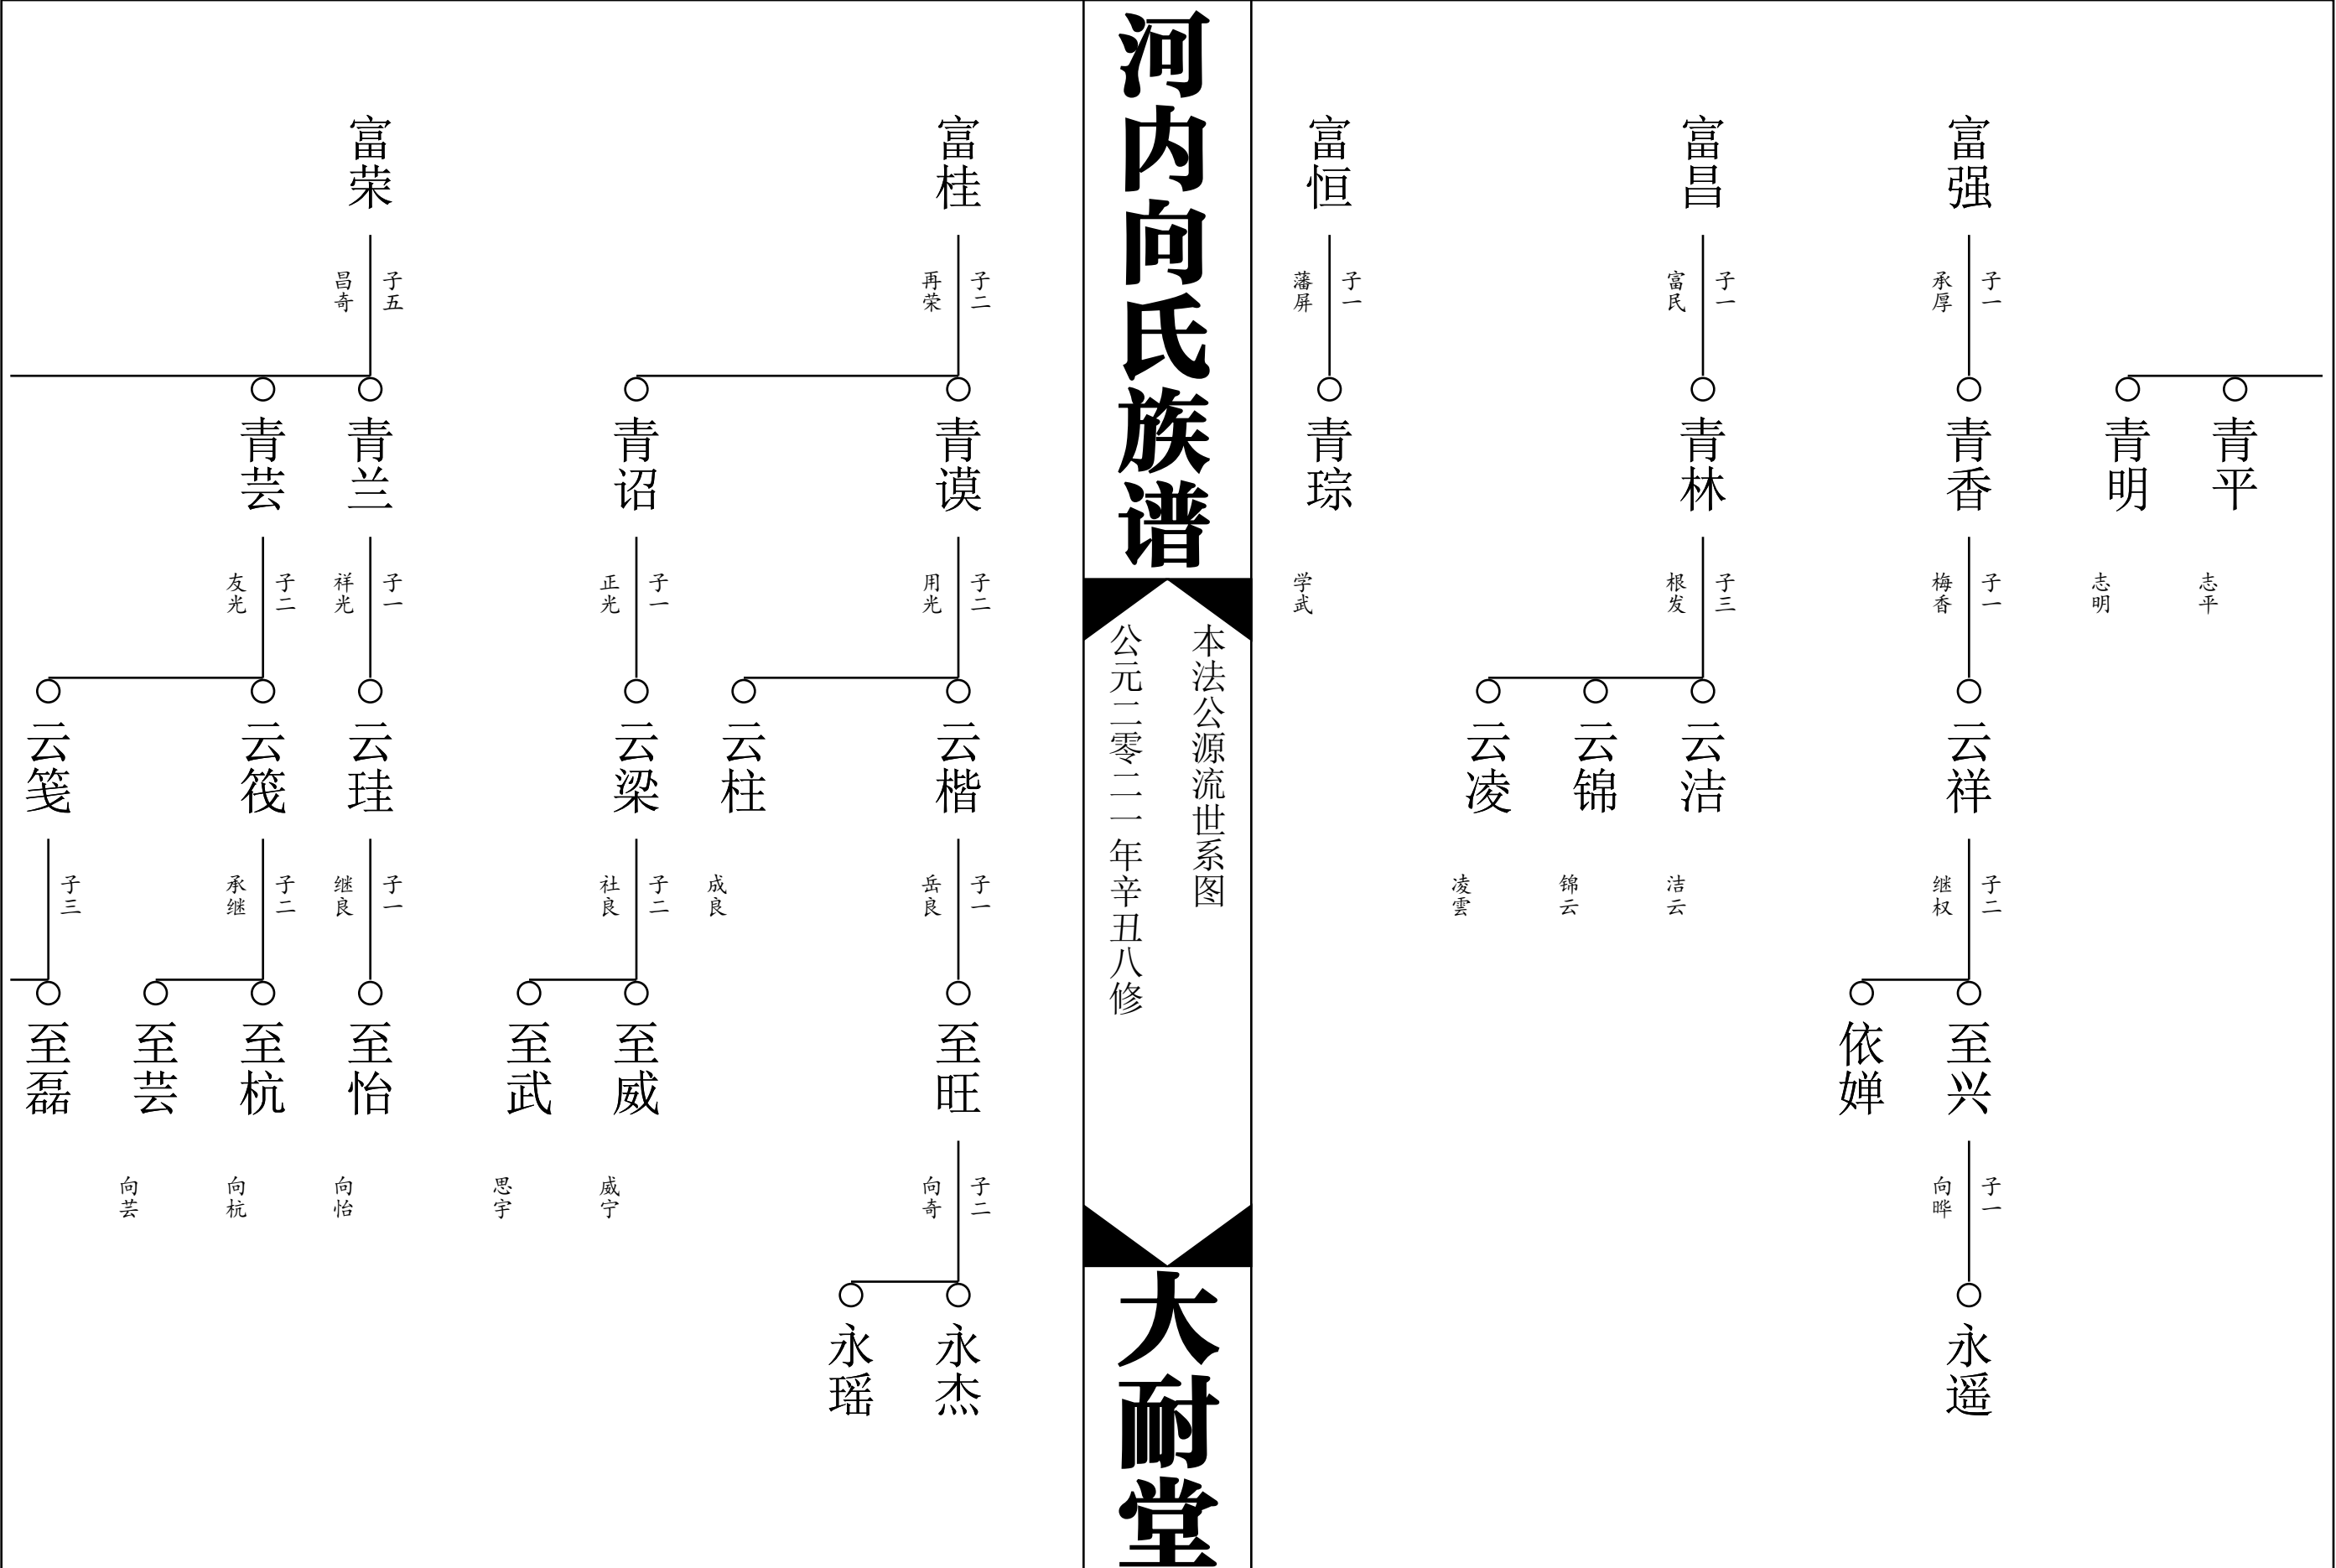 富强
承厚
子一
青平
志平
青明
志明
青香
梅香
子一
云祥
继权
子二
至兴
向晔
子一
依婵
永遥
富昌
富民
子一
青林
根发
子三
云洁
洁云
云锦
锦云
云凌
凌雲
富恒
藩屏
子一
青琮
学武
河内向氏族谱
本法公源流世系图
公元二零二一年辛丑八修
大耐堂
富桂
再荣
子二
青谟
用光
子二
云楷
岳良
子一
至旺
向奇
子二
永杰
永瑶
云柱
成良
青诏
正光
子一
云梁
社良
子二
至威
威宁
至武
思宇
富荣
昌奇
子五
青兰
祥光
子一
云珪
继良
子一
至怡
向怡
青芸
友光
子二
云筏
承继
子二
至杭
向杭
至芸
向芸
云笺
子三
至磊